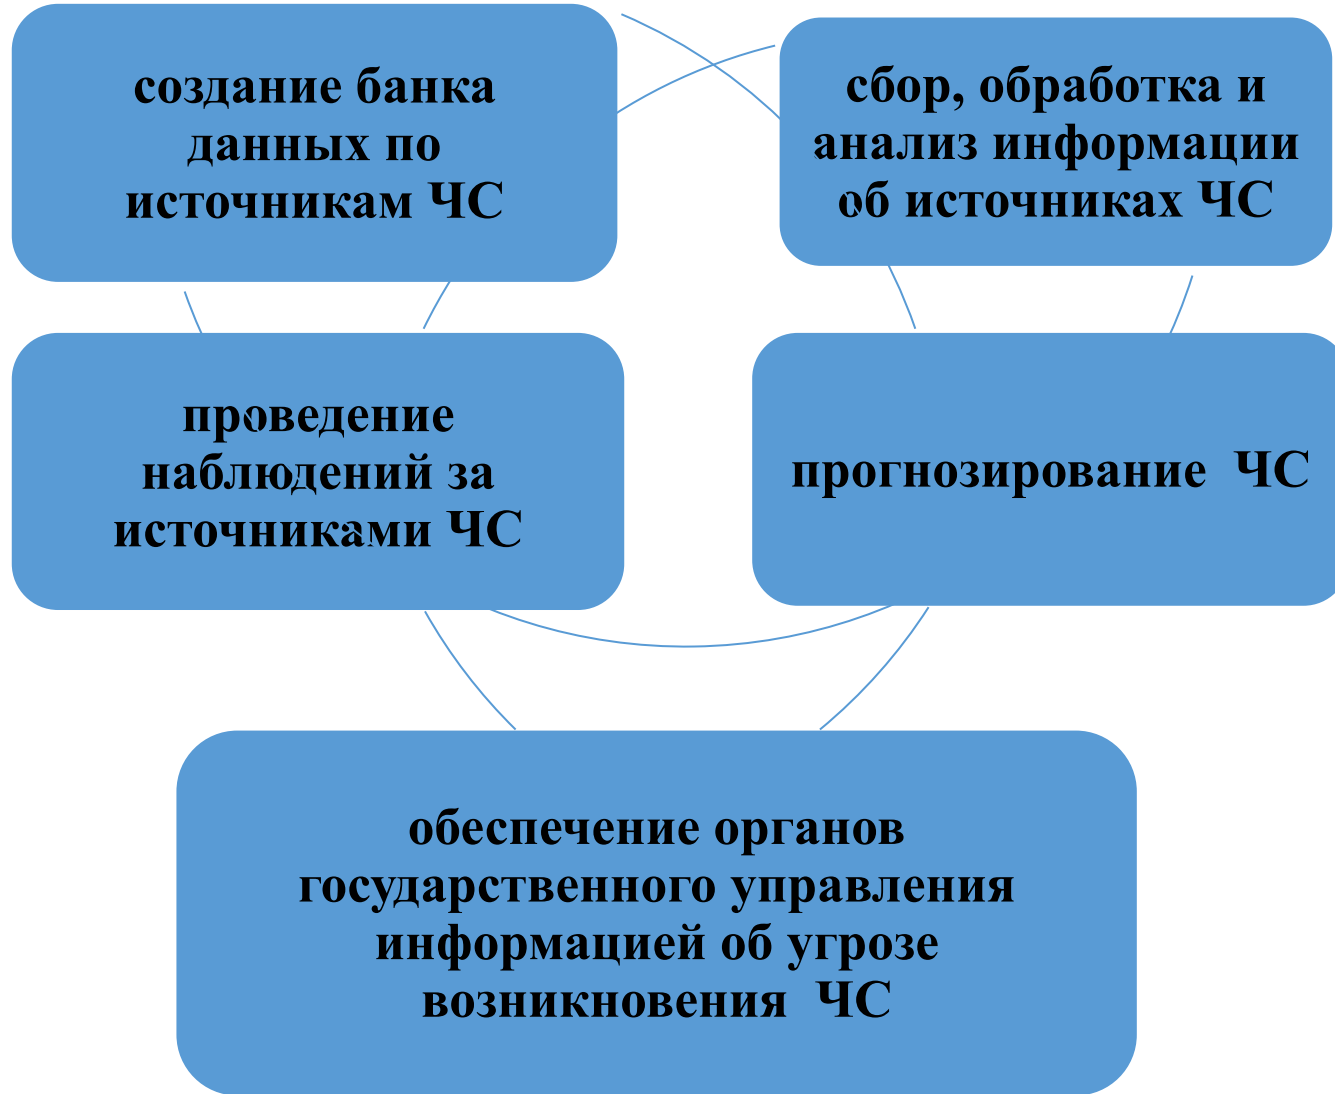 создание банка
данных по
источникам ЧС
сбор, обработка и
анализ информации
об источниках ЧС
проведение
наблюдений за
источниками ЧС
прогнозирование ЧС
обеспечение органов
государственного управления
информацией об угрозе
возникновения ЧС